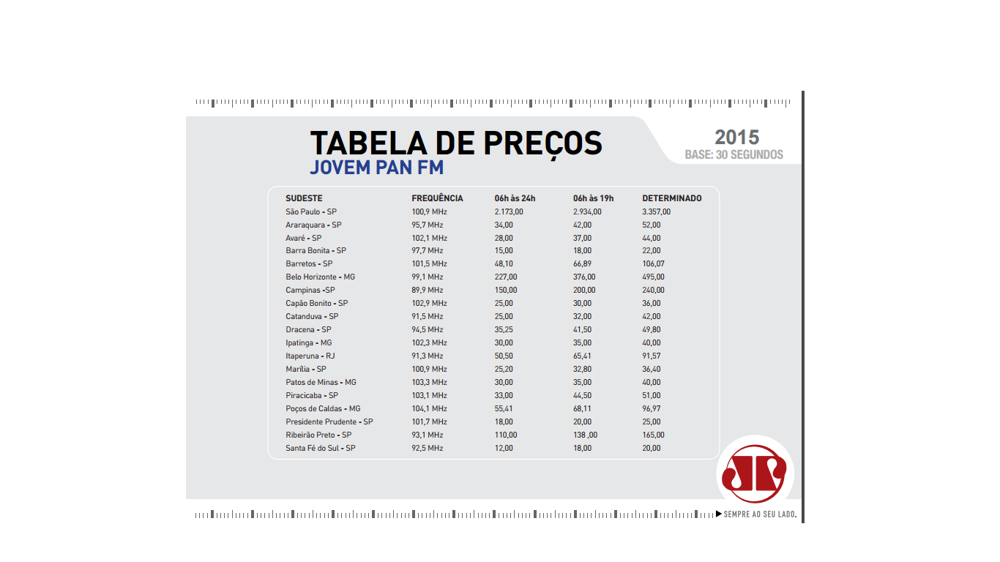 TABELA DE PREÇOS
JOVEM PAN FM
2015
BASE: 30 SEGUNDOS
SUDESTE FREQUÊNCIA 06h às 24h 06h às 19h DETERMINADO
São Paulo - SP 100,9 MHz 2.173,00 2.934,00 3.357,00
Araraquara - SP 95,7 MHz 34,00 42,00 52,00
Avaré - SP 102,1 MHz 28,00 37,00 44,00
Barra Bonita - SP 97,7 MHz 15,00 18,00 22,00
Barretos - SP 101,5 MHz 48,10 66,89 106,07
Belo Horizonte - MG 99,1 MHz 227,00 376,00 495,00
Campinas -SP 89,9 MHz 150,00 200,00 240,00
Capão Bonito - SP 102,9 MHz 25,00 30,00 36,00
Catanduva - SP 91,5 MHz 25,00 32,00 42,00
Dracena - SP 94,5 MHz 35,25 41,50 49,80
Ipatinga - MG 102,3 MHz 30,00 35,00 40,00
Itaperuna - RJ 91,3 MHz 50,50 65,41 91,57
Marília - SP 100,9 MHz 25,20 32,80 36,40
Patos de Minas - MG 103,3 MHz 30,00 35,00 40,00
Piracicaba - SP 103,1 MHz 33,00 44,50 51,00
Poços de Caldas - MG 104,1 MHz 55,41 68,11 96,97
Presidente Prudente - SP 101,7 MHz 18,00 20,00 25,00
Ribeirão Preto - SP 93,1 MHz 110,00 138 ,00 165,00
Santa Fé do Sul - SP 92,5 MHz 12,00 18,00 20,00
JP
SEMPRE AO SEU LADO.